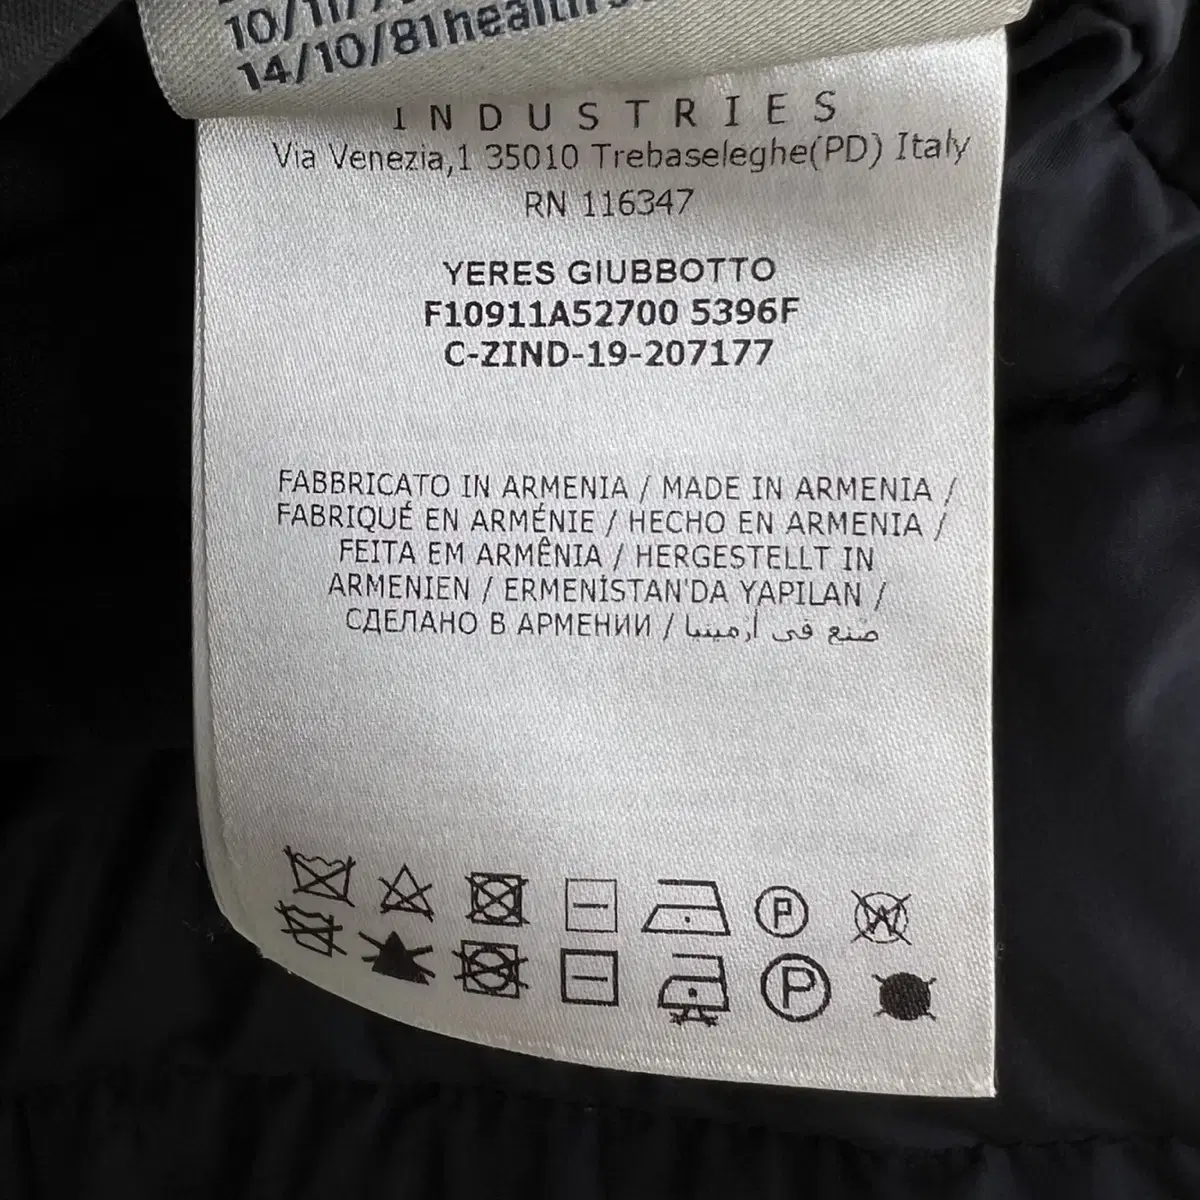 14/10/81
INDUSTRIES
Via Venezia,1 35010 Trebaseleghe(PD) Italy
RN 116347
YERES GIUBBOTTO
F10911A52700 5396F
C-ZIND-19-207177
FABBRICATO IN ARMENIA / MADE IN ARMENIA /
FABRIQUÉ EN ARMÉNIE / HECHO EN ARMENIA /
FEITA EM ARMÊNIA / HERGESTELLT IN
ARMENIEN / ERMENİSTAN'DA YAPILAN /
СДЕЛАНО В АРМЕНИИ / صنع في أرمينيا
P W
P